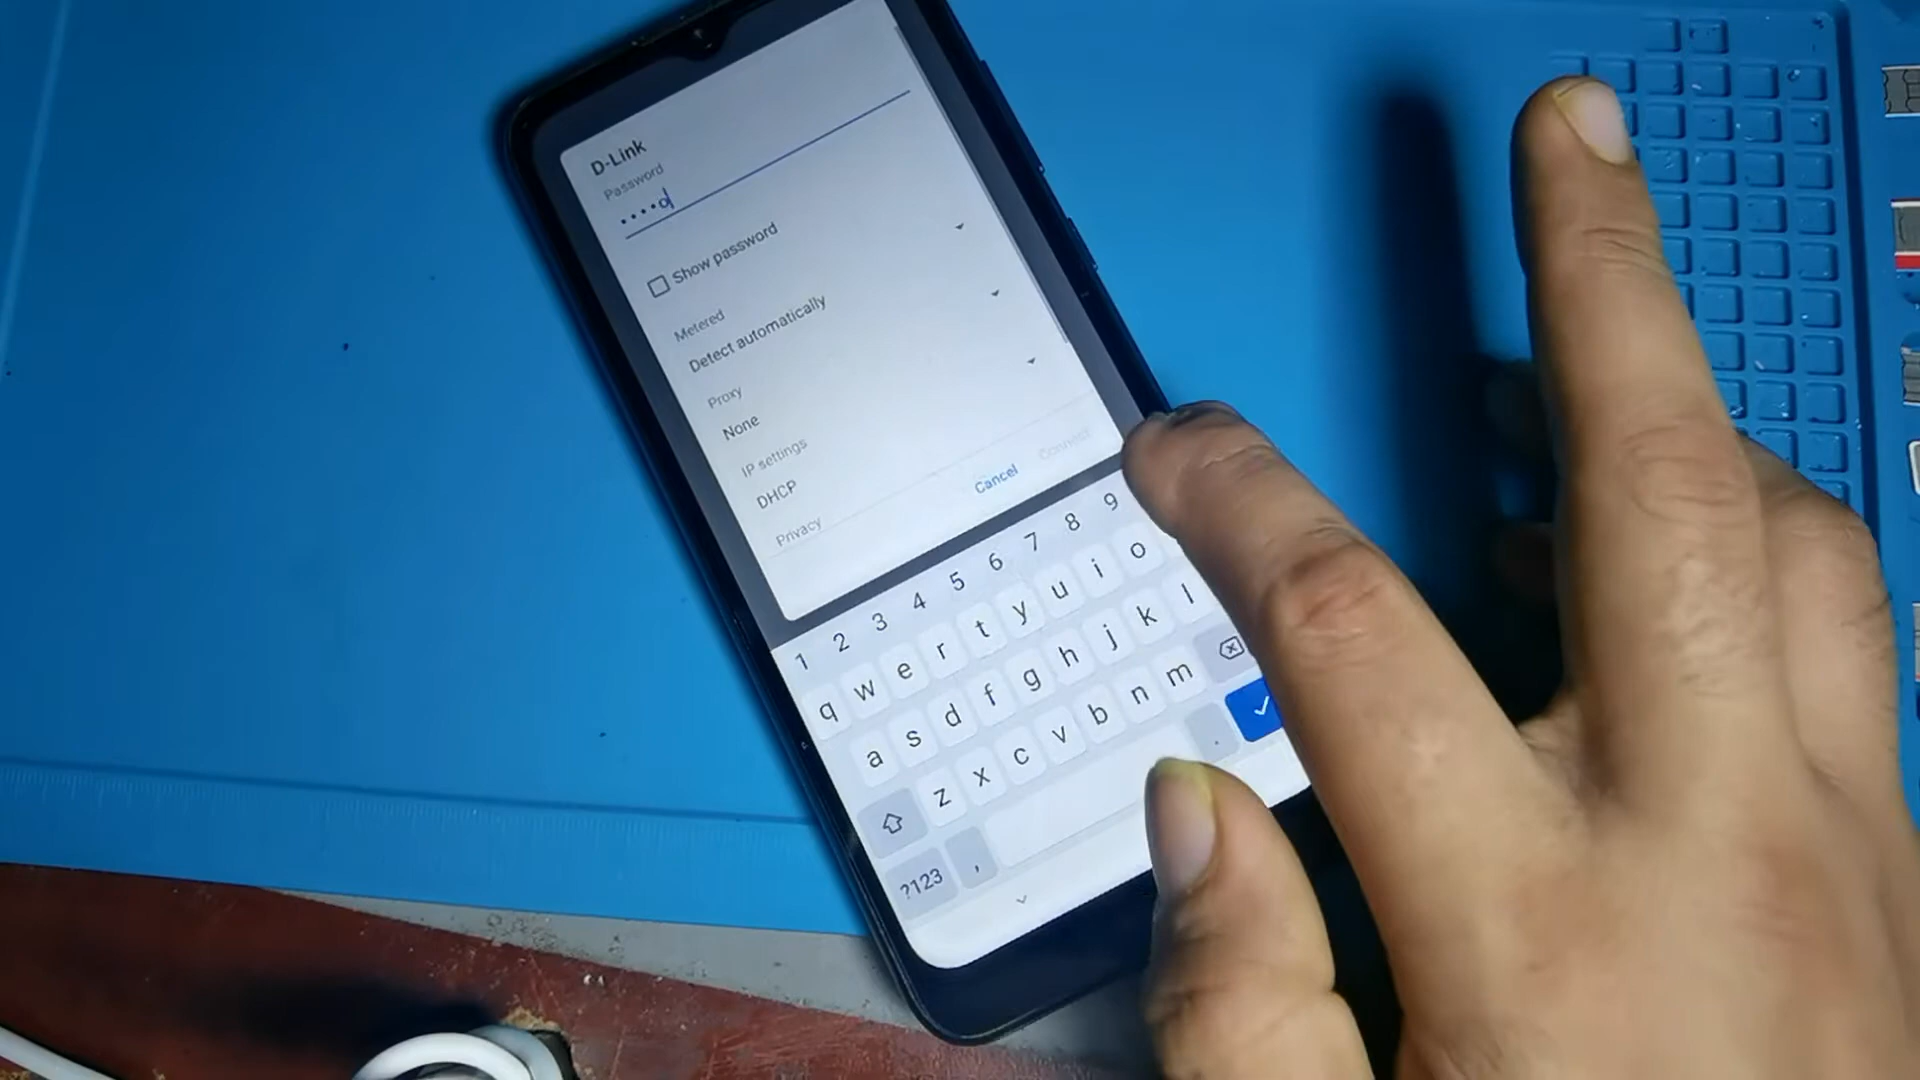 D-Link
Password
••••o
Show password
Metered
Detect automatically
Proxy
None
IP settings
DHCP
Privacy
Cancel Connect
1 2 3 4 5 6 7 8 9
q w e r t y u i o
a s d f g h j k l
z x c v b n m
?123 , .